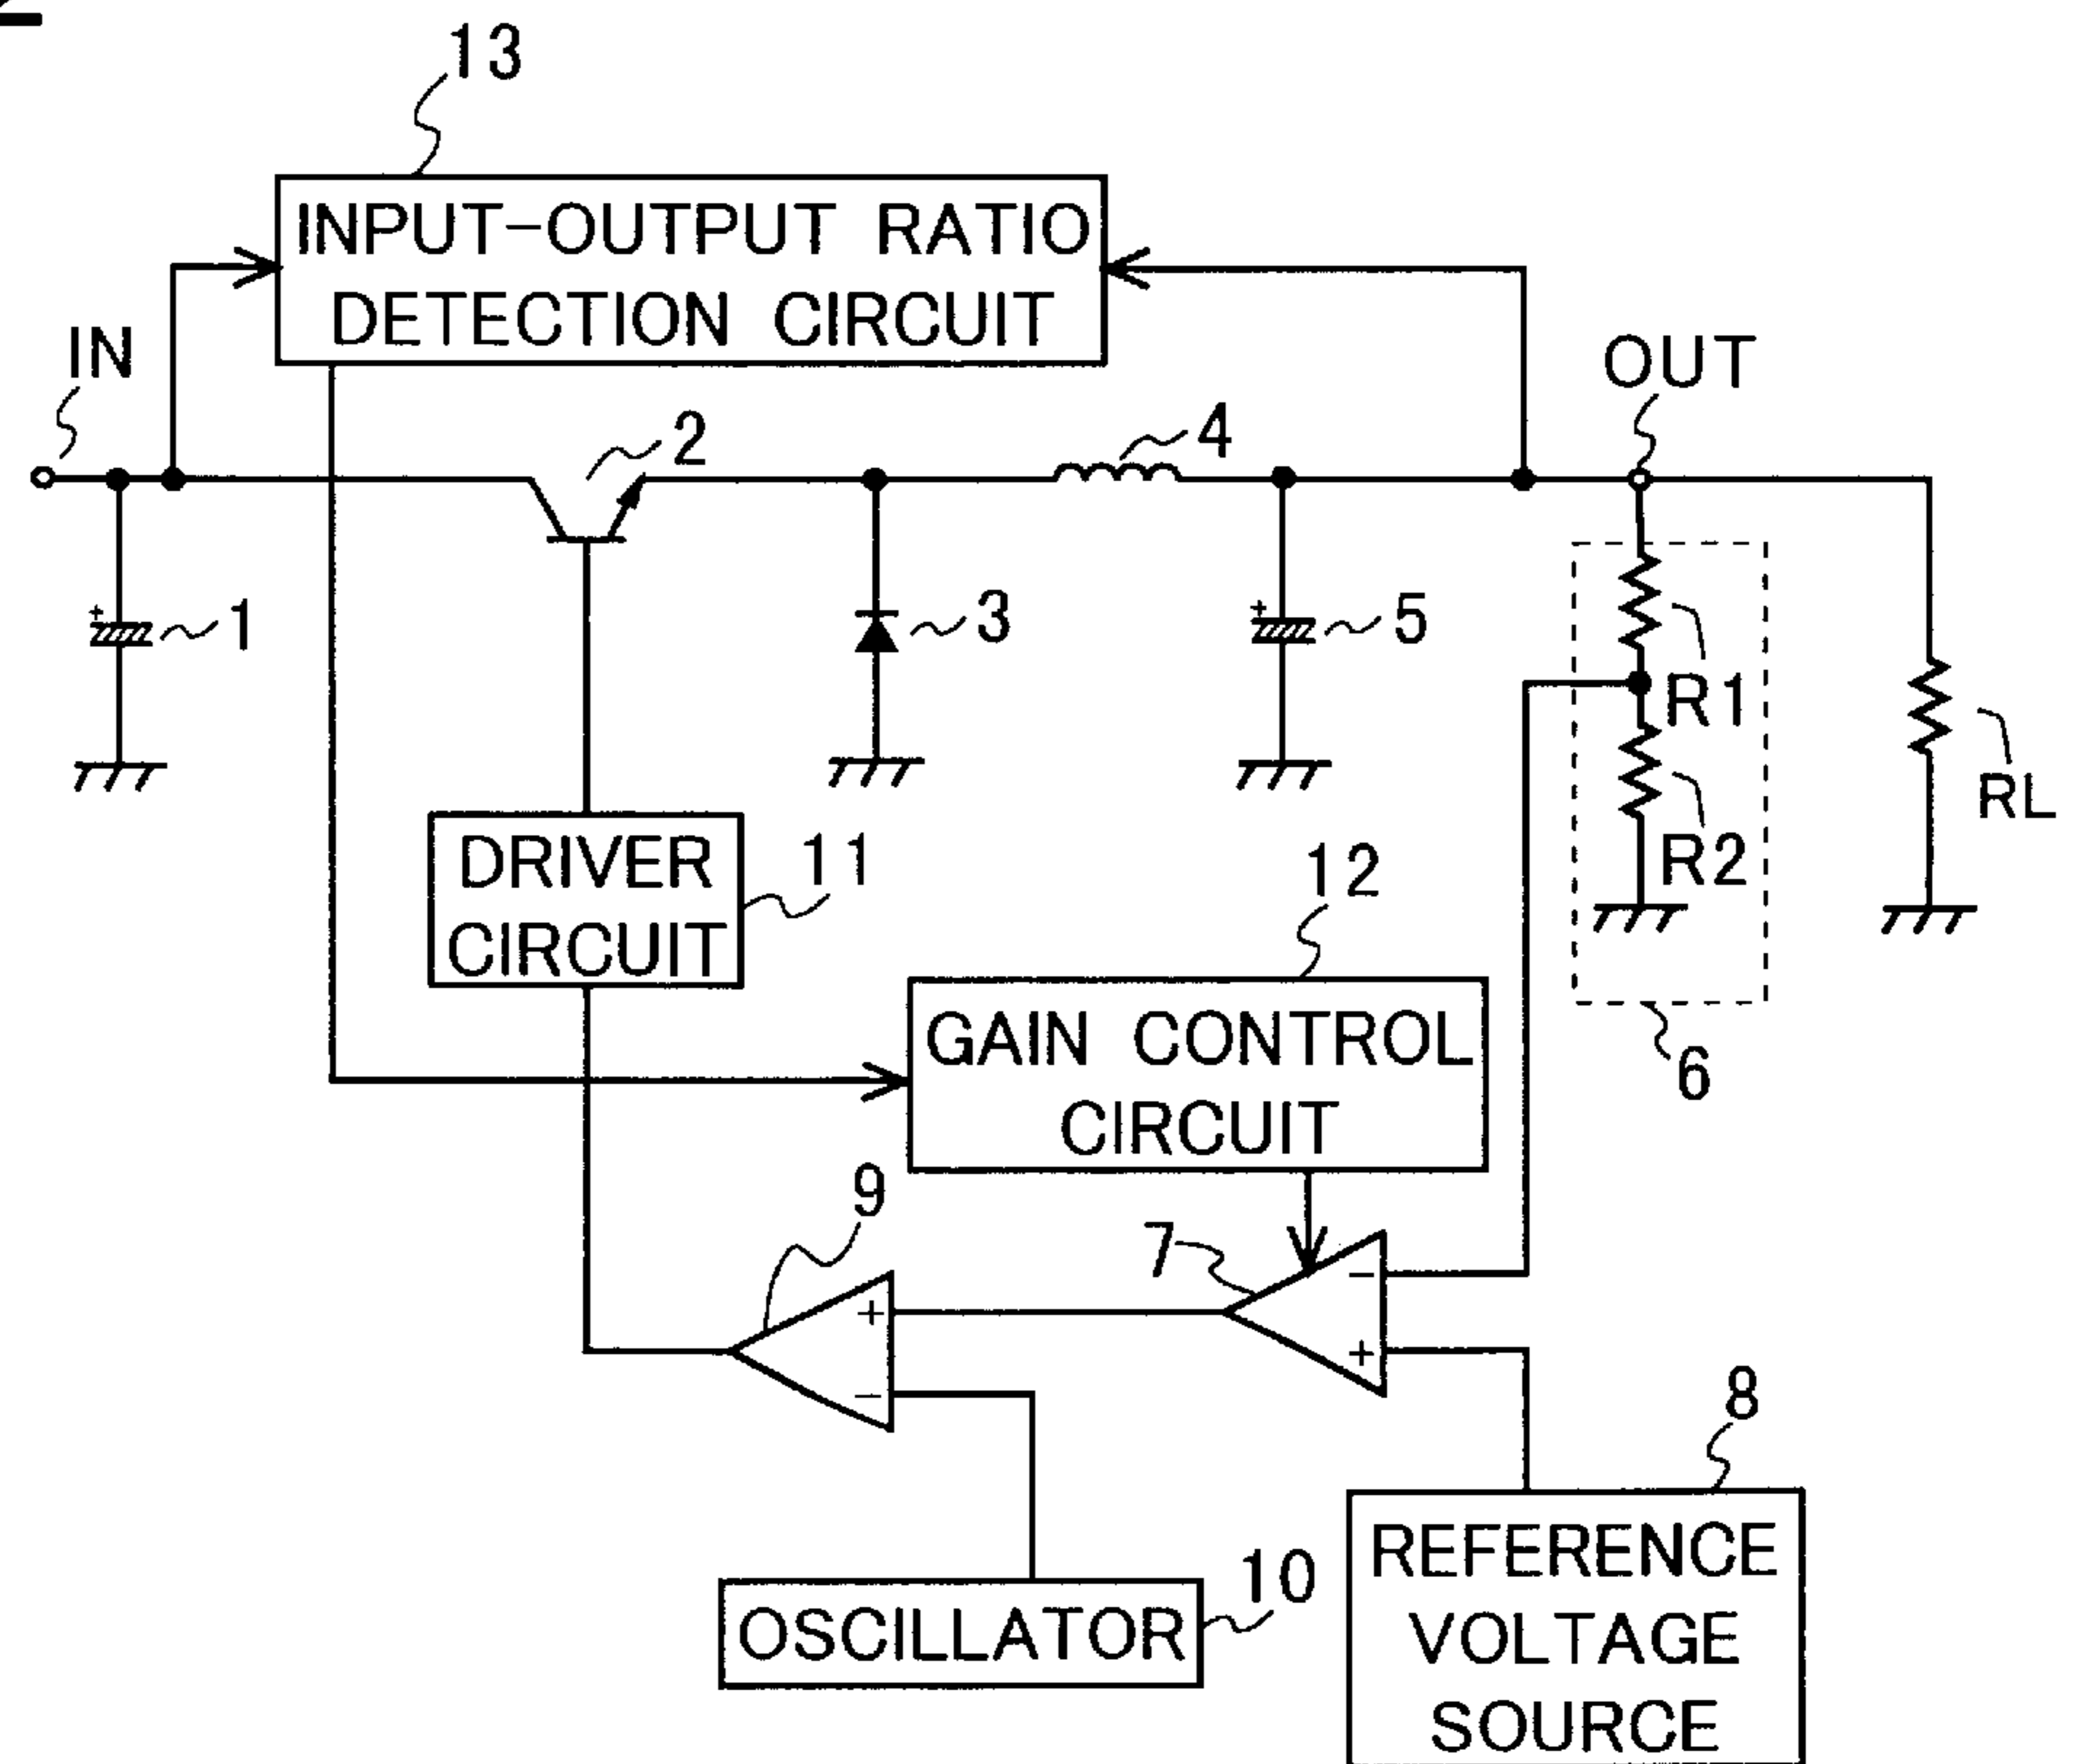 13
INPUT-OUTPUT RATIO
DETECTION CIRCUIT
IN
OUT
2
4
+
1
3
+
5
R1
RL
DRIVER
CIRCUIT
11
R2
12
GAIN CONTROL
CIRCUIT
6
9
7
−
+
+
−
8
10
OSCILLATOR
REFERENCE
VOLTAGE
SOURCE